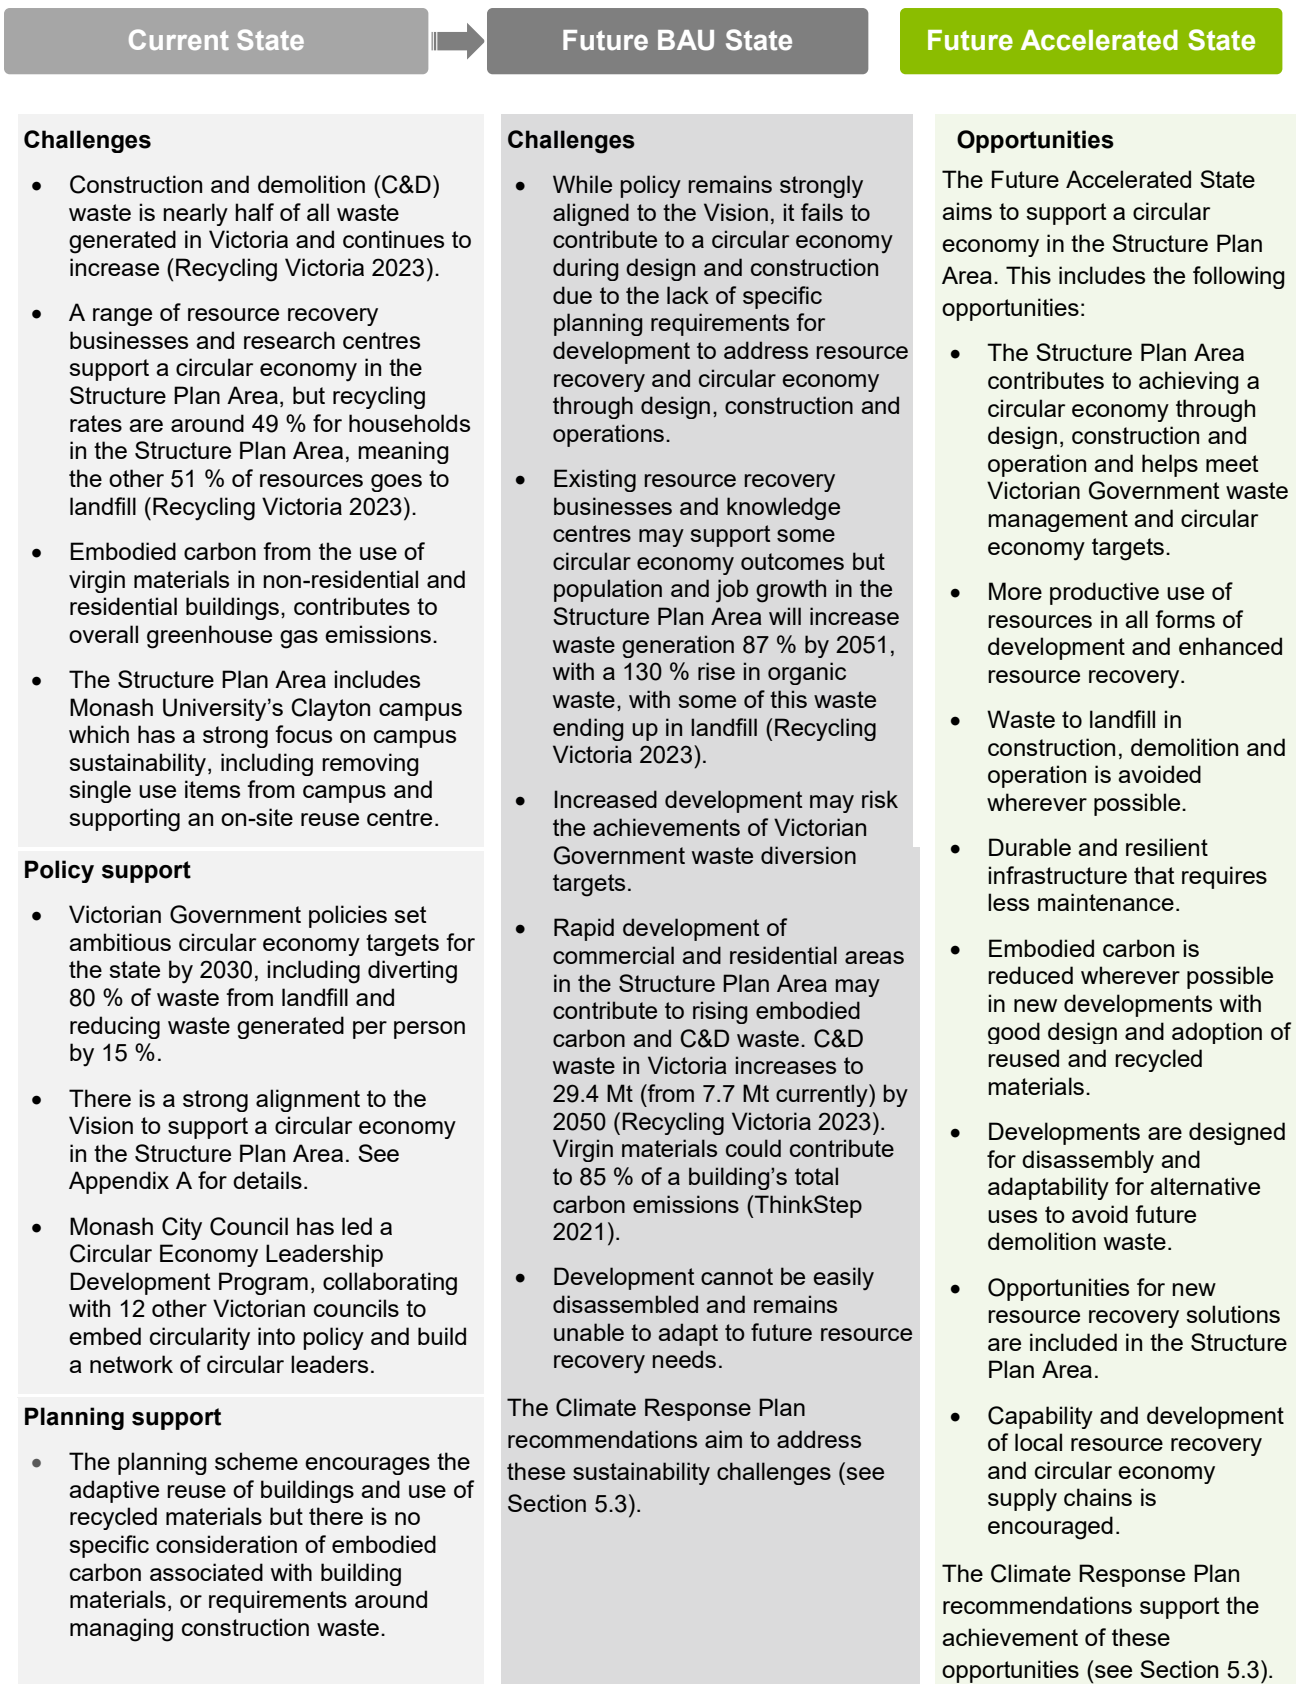 Current State
Future BAU State
Future Accelerated State
Challenges
• Construction and demolition (C&D)
waste is nearly half of all waste
generated in Victoria and continues to
increase (Recycling Victoria 2023).
• A range of resource recovery
businesses and research centres
support a circular economy in the
Structure Plan Area, but recycling
rates are around 49 % for households
in the Structure Plan Area, meaning
the other 51 % of resources goes to
landfill (Recycling Victoria 2023).
• Embodied carbon from the use of
virgin materials in non-residential and
residential buildings, contributes to
overall greenhouse gas emissions.
• The Structure Plan Area includes
Monash University’s Clayton campus
which has a strong focus on campus
sustainability, including removing
single use items from campus and
supporting an on-site reuse centre.
Policy support
• Victorian Government policies set
ambitious circular economy targets for
the state by 2030, including diverting
80 % of waste from landfill and
reducing waste generated per person
by 15 %.
• There is a strong alignment to the
Vision to support a circular economy
in the Structure Plan Area. See
Appendix A for details.
• Monash City Council has led a
Circular Economy Leadership
Development Program, collaborating
with 12 other Victorian councils to
embed circularity into policy and build
a network of circular leaders.
Planning support
• The planning scheme encourages the
adaptive reuse of buildings and use of
recycled materials but there is no
specific consideration of embodied
carbon associated with building
materials, or requirements around
managing construction waste.
Challenges
• While policy remains strongly
aligned to the Vision, it fails to
contribute to a circular economy
during design and construction
due to the lack of specific
planning requirements for
development to address resource
recovery and circular economy
through design, construction and
operations.
• Existing resource recovery
businesses and knowledge
centres may support some
circular economy outcomes but
population and job growth in the
Structure Plan Area will increase
waste generation 87 % by 2051,
with a 130 % rise in organic
waste, with some of this waste
ending up in landfill (Recycling
Victoria 2023).
• Increased development may risk
the achievements of Victorian
Government waste diversion
targets.
• Rapid development of
commercial and residential areas
in the Structure Plan Area may
contribute to rising embodied
carbon and C&D waste. C&D
waste in Victoria increases to
29.4 Mt (from 7.7 Mt currently) by
2050 (Recycling Victoria 2023).
Virgin materials could contribute
to 85 % of a building’s total
carbon emissions (ThinkStep
2021).
• Development cannot be easily
disassembled and remains
unable to adapt to future resource
recovery needs.
The Climate Response Plan
recommendations aim to address
these sustainability challenges (see
Section 5.3).
Opportunities
The Future Accelerated State
aims to support a circular
economy in the Structure Plan
Area. This includes the following
opportunities:
• The Structure Plan Area
contributes to achieving a
circular economy through
design, construction and
operation and helps meet
Victorian Government waste
management and circular
economy targets.
• More productive use of
resources in all forms of
development and enhanced
resource recovery.
• Waste to landfill in
construction, demolition and
operation is avoided
wherever possible.
• Durable and resilient
infrastructure that requires
less maintenance.
• Embodied carbon is
reduced wherever possible
in new developments with
good design and adoption of
reused and recycled
materials.
• Developments are designed
for disassembly and
adaptability for alternative
uses to avoid future
demolition waste.
• Opportunities for new
resource recovery solutions
are included in the Structure
Plan Area.
• Capability and development
of local resource recovery
and circular economy
supply chains is
encouraged.
The Climate Response Plan
recommendations support the
achievement of these
opportunities (see Section 5.3).